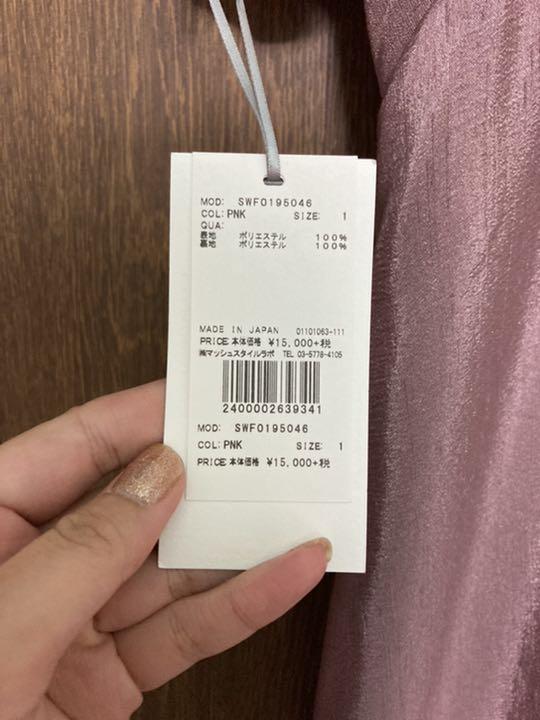 MOD: SWF0195046
COL: PNK SIZE: 1
QUA:
表地 ポリエステル 100%
裏地 ポリエステル 100%
MADE IN JAPAN 01101063-111
PRICE 本体価格 ¥15,000+税
㈱マッシュスタイルラボ TEL 03-5778-4105
2400002639341
MOD: SWF0195046
COL: PNK SIZE: 1
PRICE 本体価格 ¥15,000+税